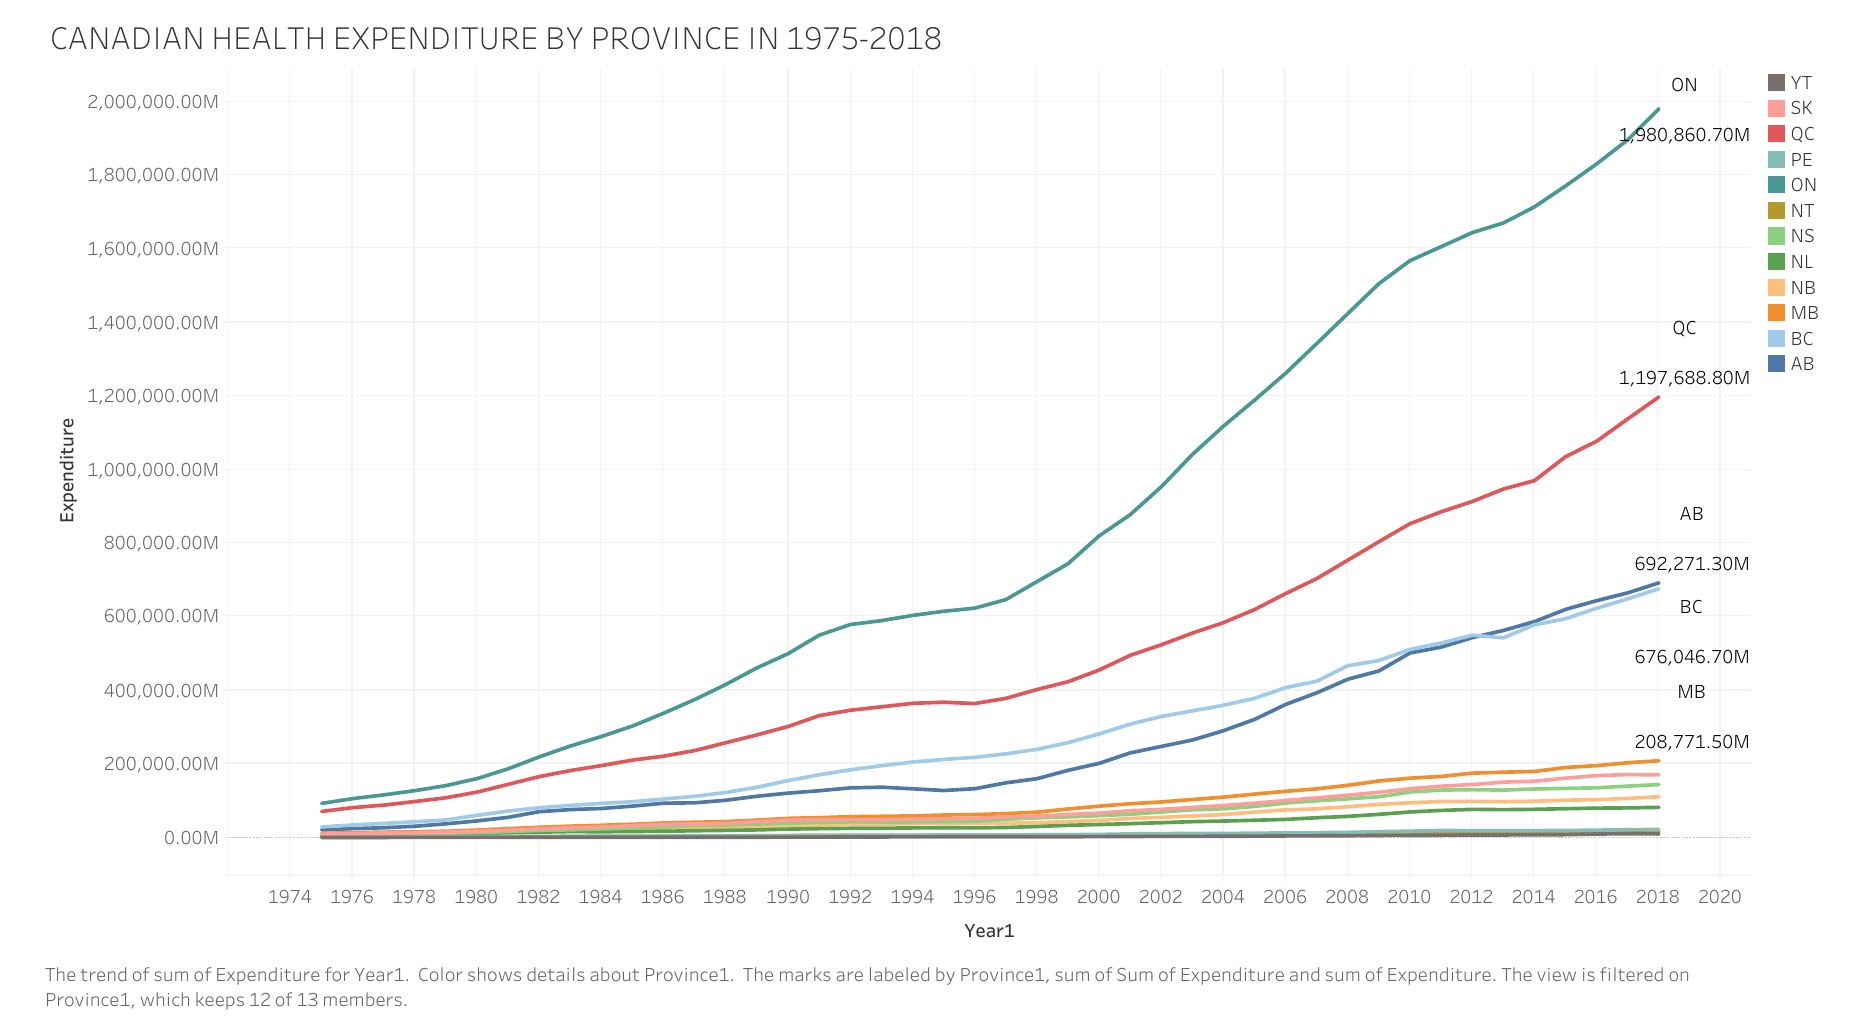 CANADIAN HEALTH EXPENDITURE BY PROVINCE IN 1975-2018
2,000,000.00M
1,800,000.00M
1,600,000.00M
1,400,000.00M
1,200,000.00M
1,000,000.00M
800,000.00M
600,000.00M
400,000.00M
200,000.00M
0.00M
Expenditure
ON
1,980,860.70M
QC
1,197,688.80M
AB
692,271.30M
BC
676,046.70M
MB
208,771.50M
YT
SK
QC
PE
ON
NT
NS
NL
NB
MB
BC
AB
1974 1976 1978 1980 1982 1984 1986 1988 1990 1992 1994 1996 1998 2000 2002 2004 2006 2008 2010 2012 2014 2016 2018 2020
Year1
The trend of sum of Expenditure for Year1.  Color shows details about Province1.  The marks are labeled by Province1, sum of Sum of Expenditure and sum of Expenditure. The view is filtered on
Province1, which keeps 12 of 13 members.